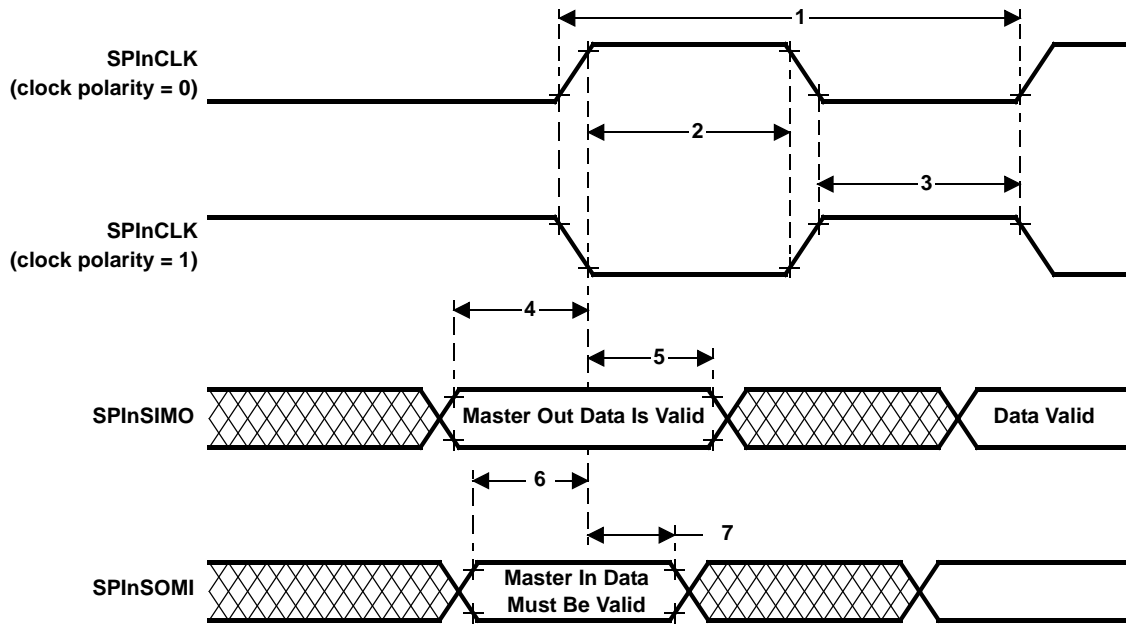 1
SPInCLK
(clock polarity = 0)
2
3
SPInCLK
(clock polarity = 1)
4
5
SPInSIMO
Master Out Data Is Valid
Data Valid
6
7
SPInSOMI
Master In Data
Must Be Valid